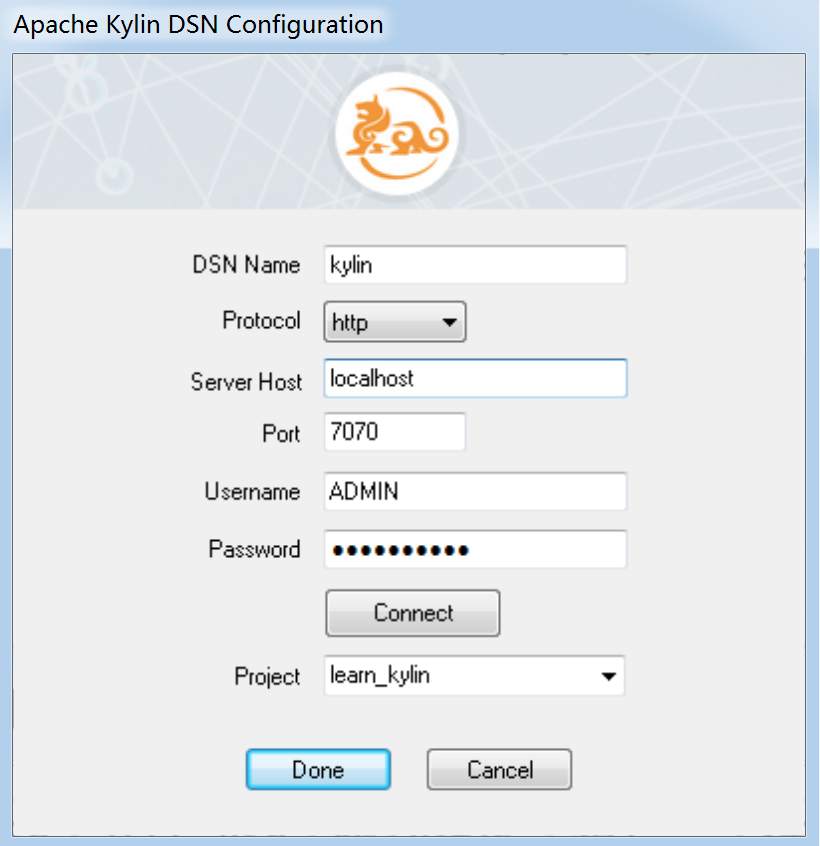 Apache Kylin DSN Configuration
DSN Name kylin
Protocol http
Server Host localhost
Port 7070
Username ADMIN
Password ●●●●●●●●●●
Connect
Project learn_kylin
Done Cancel